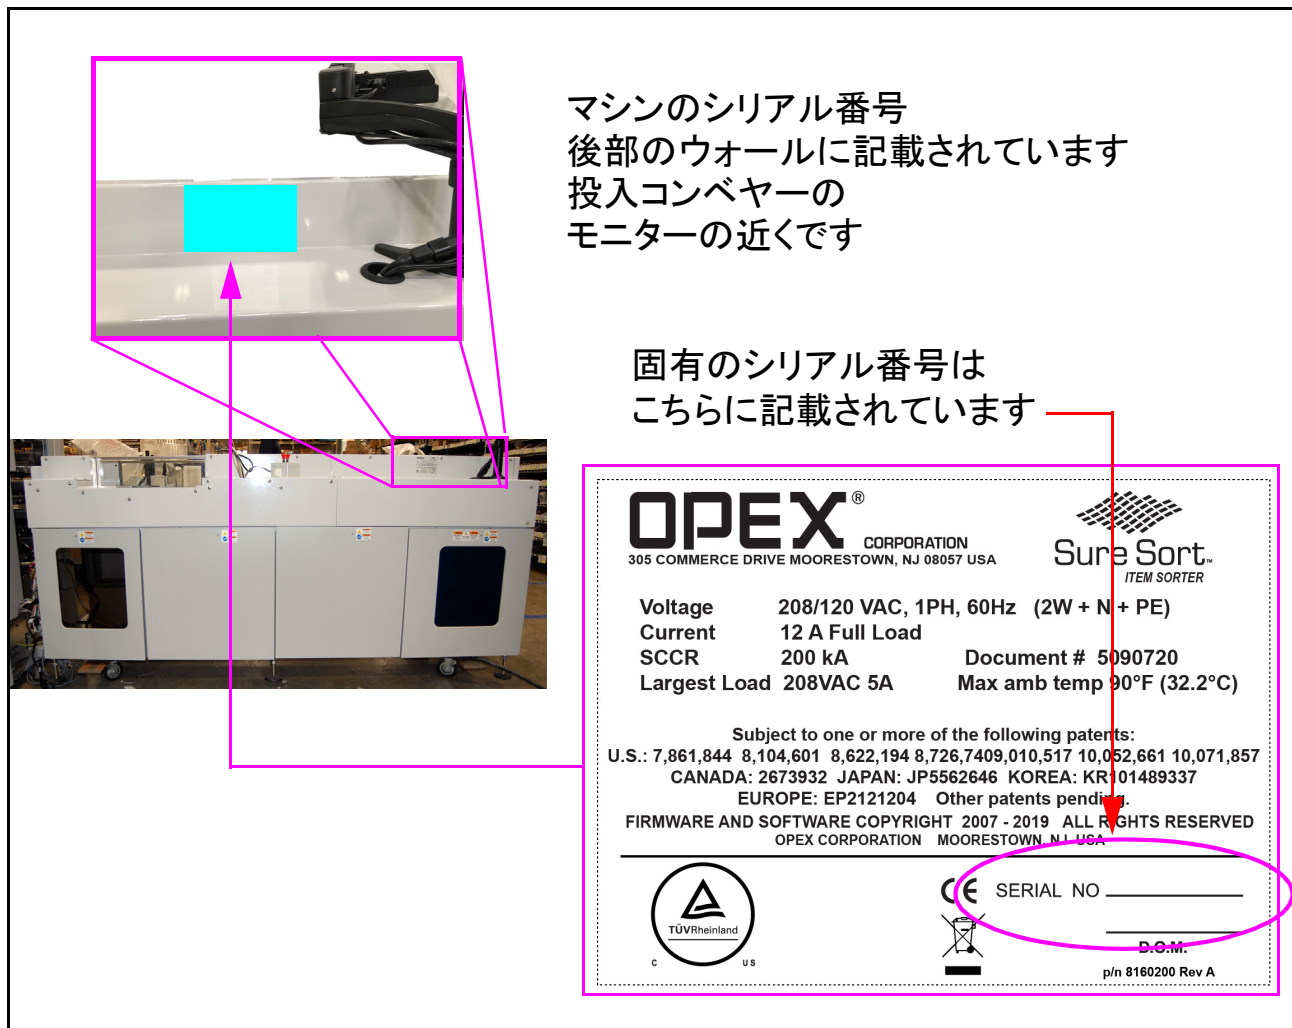 マシンのシリアル番号
後部のウォールに記載されています
投入コンベヤーの
モニターの近くです
固有のシリアル番号は
こちらに記載されています
OPEX® CORPORATION
305 COMMERCE DRIVE MOORESTOWN, NJ 08057 USA
Sure Sort™
ITEM SORTER
Voltage 208/120 VAC, 1PH, 60Hz (2W + N + PE)
Current 12 A Full Load
SCCR 200 kA Document # 5090720
Largest Load 208VAC 5A Max amb temp 90°F (32.2°C)
Subject to one or more of the following patents:
U.S.: 7,861,844 8,104,601 8,622,194 8,726,7409,010,517 10,052,661 10,071,857
CANADA: 2673932 JAPAN: JP5562646 KOREA: KR101489337
EUROPE: EP2121204 Other patents pending.
FIRMWARE AND SOFTWARE COPYRIGHT 2007 - 2019 ALL RIGHTS RESERVED
OPEX CORPORATION MOORESTOWN, NJ USA
TÜVRheinland
C US
CE SERIAL NO
D.O.M.
p/n 8160200 Rev A